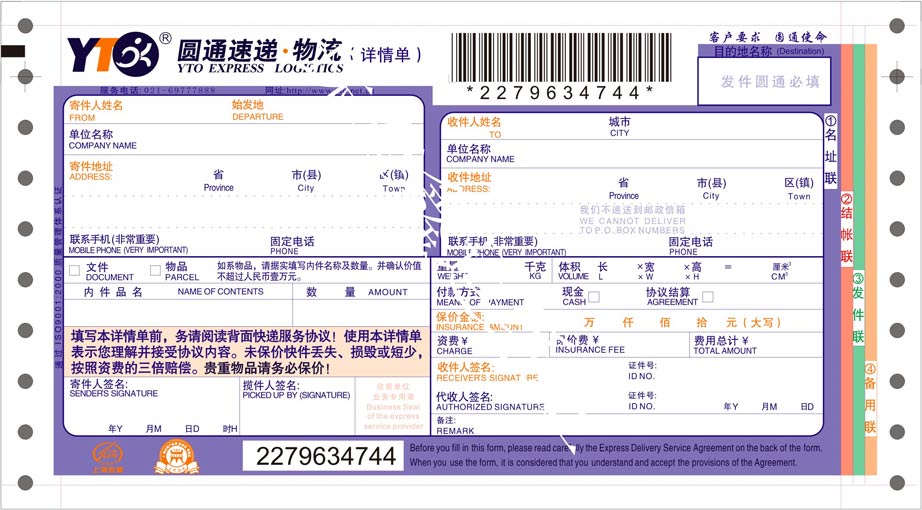 YTO ® 圆通速递·物流 (详情单)
YTO EXPRESS LOGISTICS
*2279634744*
客户要求 圆通使命
目的地名称 (Destination)
发件圆通必填
服务电话:021-69777888 网址:http://www.
寄件人姓名 始发地
FROM DEPARTURE
单位名称
COMPANY NAME
寄件地址
ADDRESS:
省 市(县) 区(镇)
Province City Town
联系手机(非常重要) 固定电话
MOBILE PHONE (VERY IMPORTANT) PHONE
收件人姓名 城市
TO CITY
单位名称
COMPANY NAME
收件地址
ADDRESS:
省 市(县) 区(镇)
Province City Town
我们不递送到邮政信箱
WE CANNOT DELIVER
TO P.O.BOX NUMBERS
联系手机(非常重要) 固定电话
MOBILE PHONE (VERY IMPORTANT) PHONE
①名址联
②结帐联
③发件联
④备用联
通过ISO9001:2000质量管理体系认证
文件 物品 如系物品，请据实填写内件名称及数量。并确认价值
DOCUMENT PARCEL 不超过人民币壹万元。
内件品名 NAME OF CONTENTS 数量 AMOUNT
填写本详情单前，务请阅读背面快递服务协议！使用本详情单
表示您理解并接受协议内容。未保价快件丢失、损毁或短少，
按照资费的三倍赔偿。贵重物品请务必保价！
寄件人签名: 揽件人签名:
SENDER'S SIGNATURE PICKED UP BY (SIGNATURE)
年Y 月M 日D 时H
收寄单位
业务专用章
Business Seal
of the express
service provider
重量 千克 体积 长 ×宽 ×高 = 厘米³
WEIGHT KG VOLUME L ×W ×H CM³
付款方式 现金 协议结算
MEANS OF PAYMENT CASH AGREEMENT
保价金额: 万 仟 佰 拾 元(大写)
INSURANCE AMOUNT
资费¥ 保价费¥ 费用总计¥
CHARGE INSURANCE FEE TOTAL AMOUNT
收件人签名: 证件号:
RECEIVER'S SIGNATURE ID NO.
代收人签名: 证件号:
AUTHORIZED SIGNATURE ID NO. 年Y 月M 日D
备注:
REMARK
2279634744
Before you fill in this form, please read carefully the Express Delivery Service Agreement on the back of the form.
When you use the form, it is considered that you understand and accept the provisions of the Agreement.